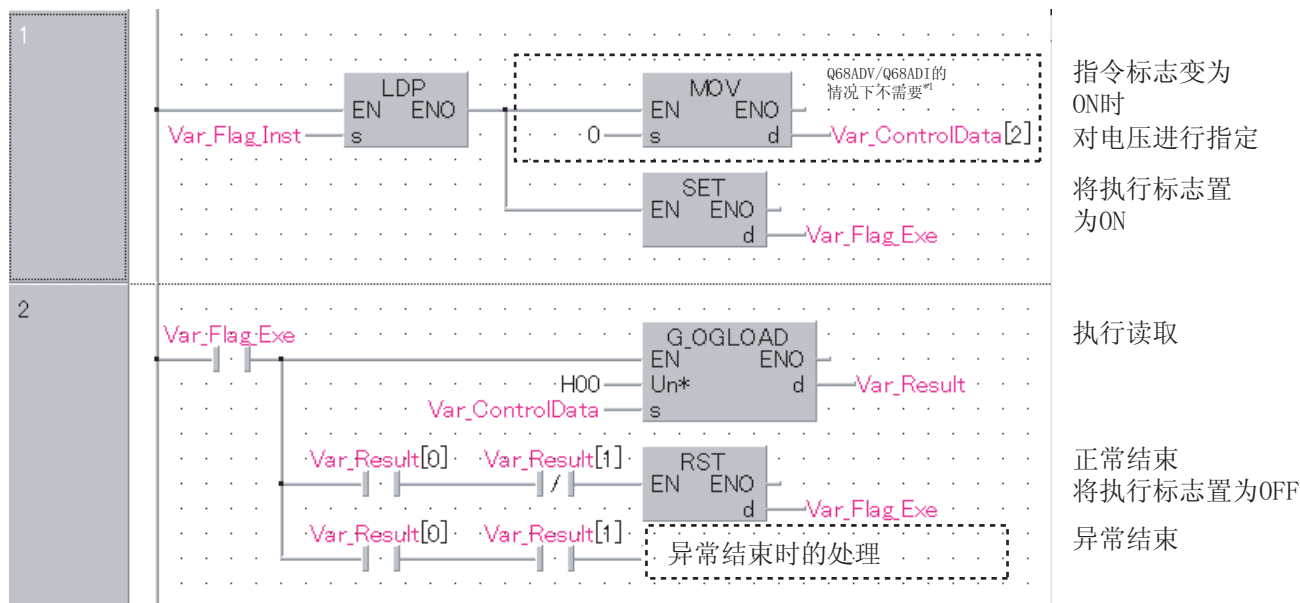 1
LDP
EN ENO
Var_Flag_Inst
s
MOV
EN ENO
0
s d
Var_ControlData[2]
Q68ADV/Q68ADI的
情况下不需要*1
指令标志变为
ON时
对电压进行指定
SET
EN ENO
d
Var_Flag_Exe
将执行标志置
为ON
2
Var_Flag_Exe
G_OGLOAD
EN ENO
H00
Un* d
Var_Result
Var_ControlData
s
执行读取
Var_Result[0]
Var_Result[1]
RST
EN ENO
d
Var_Flag_Exe
正常结束
将执行标志置为OFF
Var_Result[0]
Var_Result[1]
异常结束时的处理
异常结束